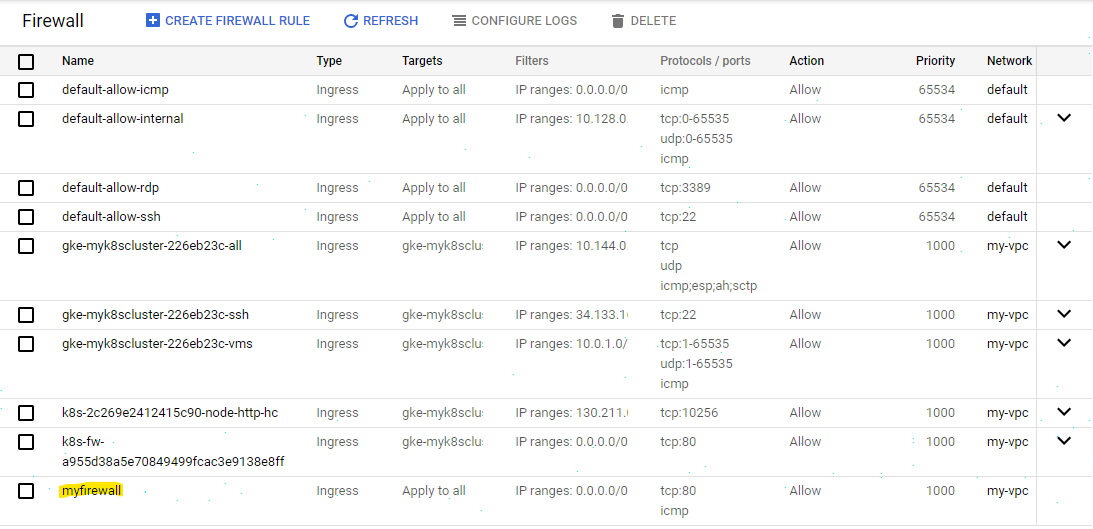 Firewall CREATE FIREWALL RULE REFRESH CONFIGURE LOGS DELETE
Name Type Targets Filters Protocols / ports Action Priority Network
default-allow-icmp Ingress Apply to all IP ranges: 0.0.0.0/0 icmp Allow 65534 default
default-allow-internal Ingress Apply to all IP ranges: 10.128.0 tcp:0-65535 Allow 65534 default
udp:0-65535
icmp
default-allow-rdp Ingress Apply to all IP ranges: 0.0.0.0/0 tcp:3389 Allow 65534 default
default-allow-ssh Ingress Apply to all IP ranges: 0.0.0.0/0 tcp:22 Allow 65534 default
gke-myk8scluster-226eb23c-all Ingress gke-myk8sclu IP ranges: 10.144.0 tcp Allow 1000 my-vpc
udp
icmp;esp;ah;sctp
gke-myk8scluster-226eb23c-ssh Ingress gke-myk8sclu IP ranges: 34.133.1 tcp:22 Allow 1000 my-vpc
gke-myk8scluster-226eb23c-vms Ingress gke-myk8sclu IP ranges: 10.0.1.0/ tcp:1-65535 Allow 1000 my-vpc
udp:1-65535
icmp
k8s-2c269e2412415c90-node-http-hc Ingress gke-myk8sclu IP ranges: 130.211. tcp:10256 Allow 1000 my-vpc
k8s-fw- Ingress gke-myk8sclu IP ranges: 0.0.0.0/0 tcp:80 Allow 1000 my-vpc
a955d38a5e70849499fcac3e9138e8ff
myfirewall Ingress Apply to all IP ranges: 0.0.0.0/0 tcp:80 Allow 1000 my-vpc
icmp